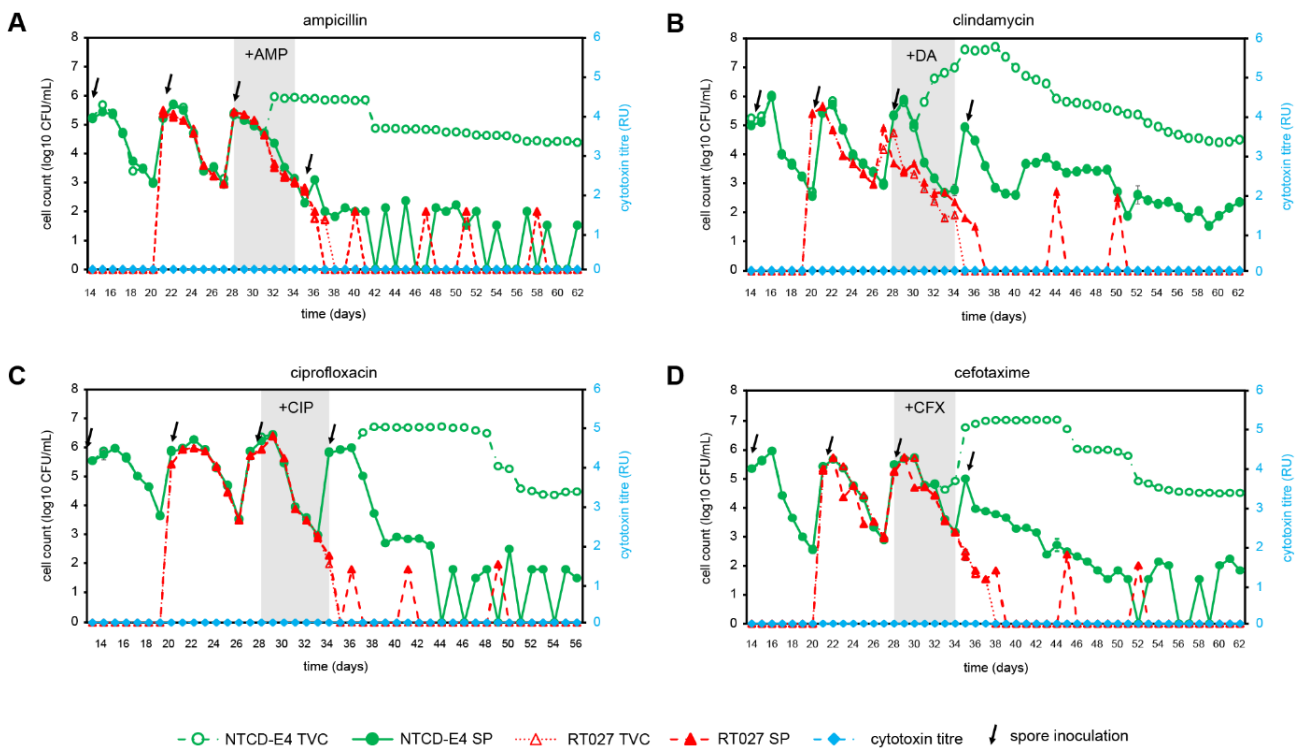 A
ampicillin
+AMP
8
7
6
5
4
3
2
1
0
cell count (log10 CFU/mL)
6
5
4
3
2
1
0
cytotoxin titre (RU)
14 16 18 20 22 24 26 28 30 32 34 36 38 40 42 44 46 48 50 52 54 56 58 60 62
time (days)
B
clindamycin
+DA
8
7
6
5
4
3
2
1
0
cell count (log10 CFU/mL)
6
5
4
3
2
1
0
cytotoxin titre (RU)
14 16 18 20 22 24 26 28 30 32 34 36 38 40 42 44 46 48 50 52 54 56 58 60 62
time (days)
C
ciprofloxacin
+CIP
8
7
6
5
4
3
2
1
0
cell count (log10 CFU/mL)
6
5
4
3
2
1
0
cytotoxin titre (RU)
14 16 18 20 22 24 26 28 30 32 34 36 38 40 42 44 46 48 50 52 54 56
time (days)
D
cefotaxime
+CFX
8
7
6
5
4
3
2
1
0
cell count (log10 CFU/mL)
6
5
4
3
2
1
0
cytotoxin titre (RU)
14 16 18 20 22 24 26 28 30 32 34 36 38 40 42 44 46 48 50 52 54 56 58 60 62
time (days)
NTCD-E4 TVC NTCD-E4 SP RT027 TVC RT027 SP cytotoxin titre spore inoculation